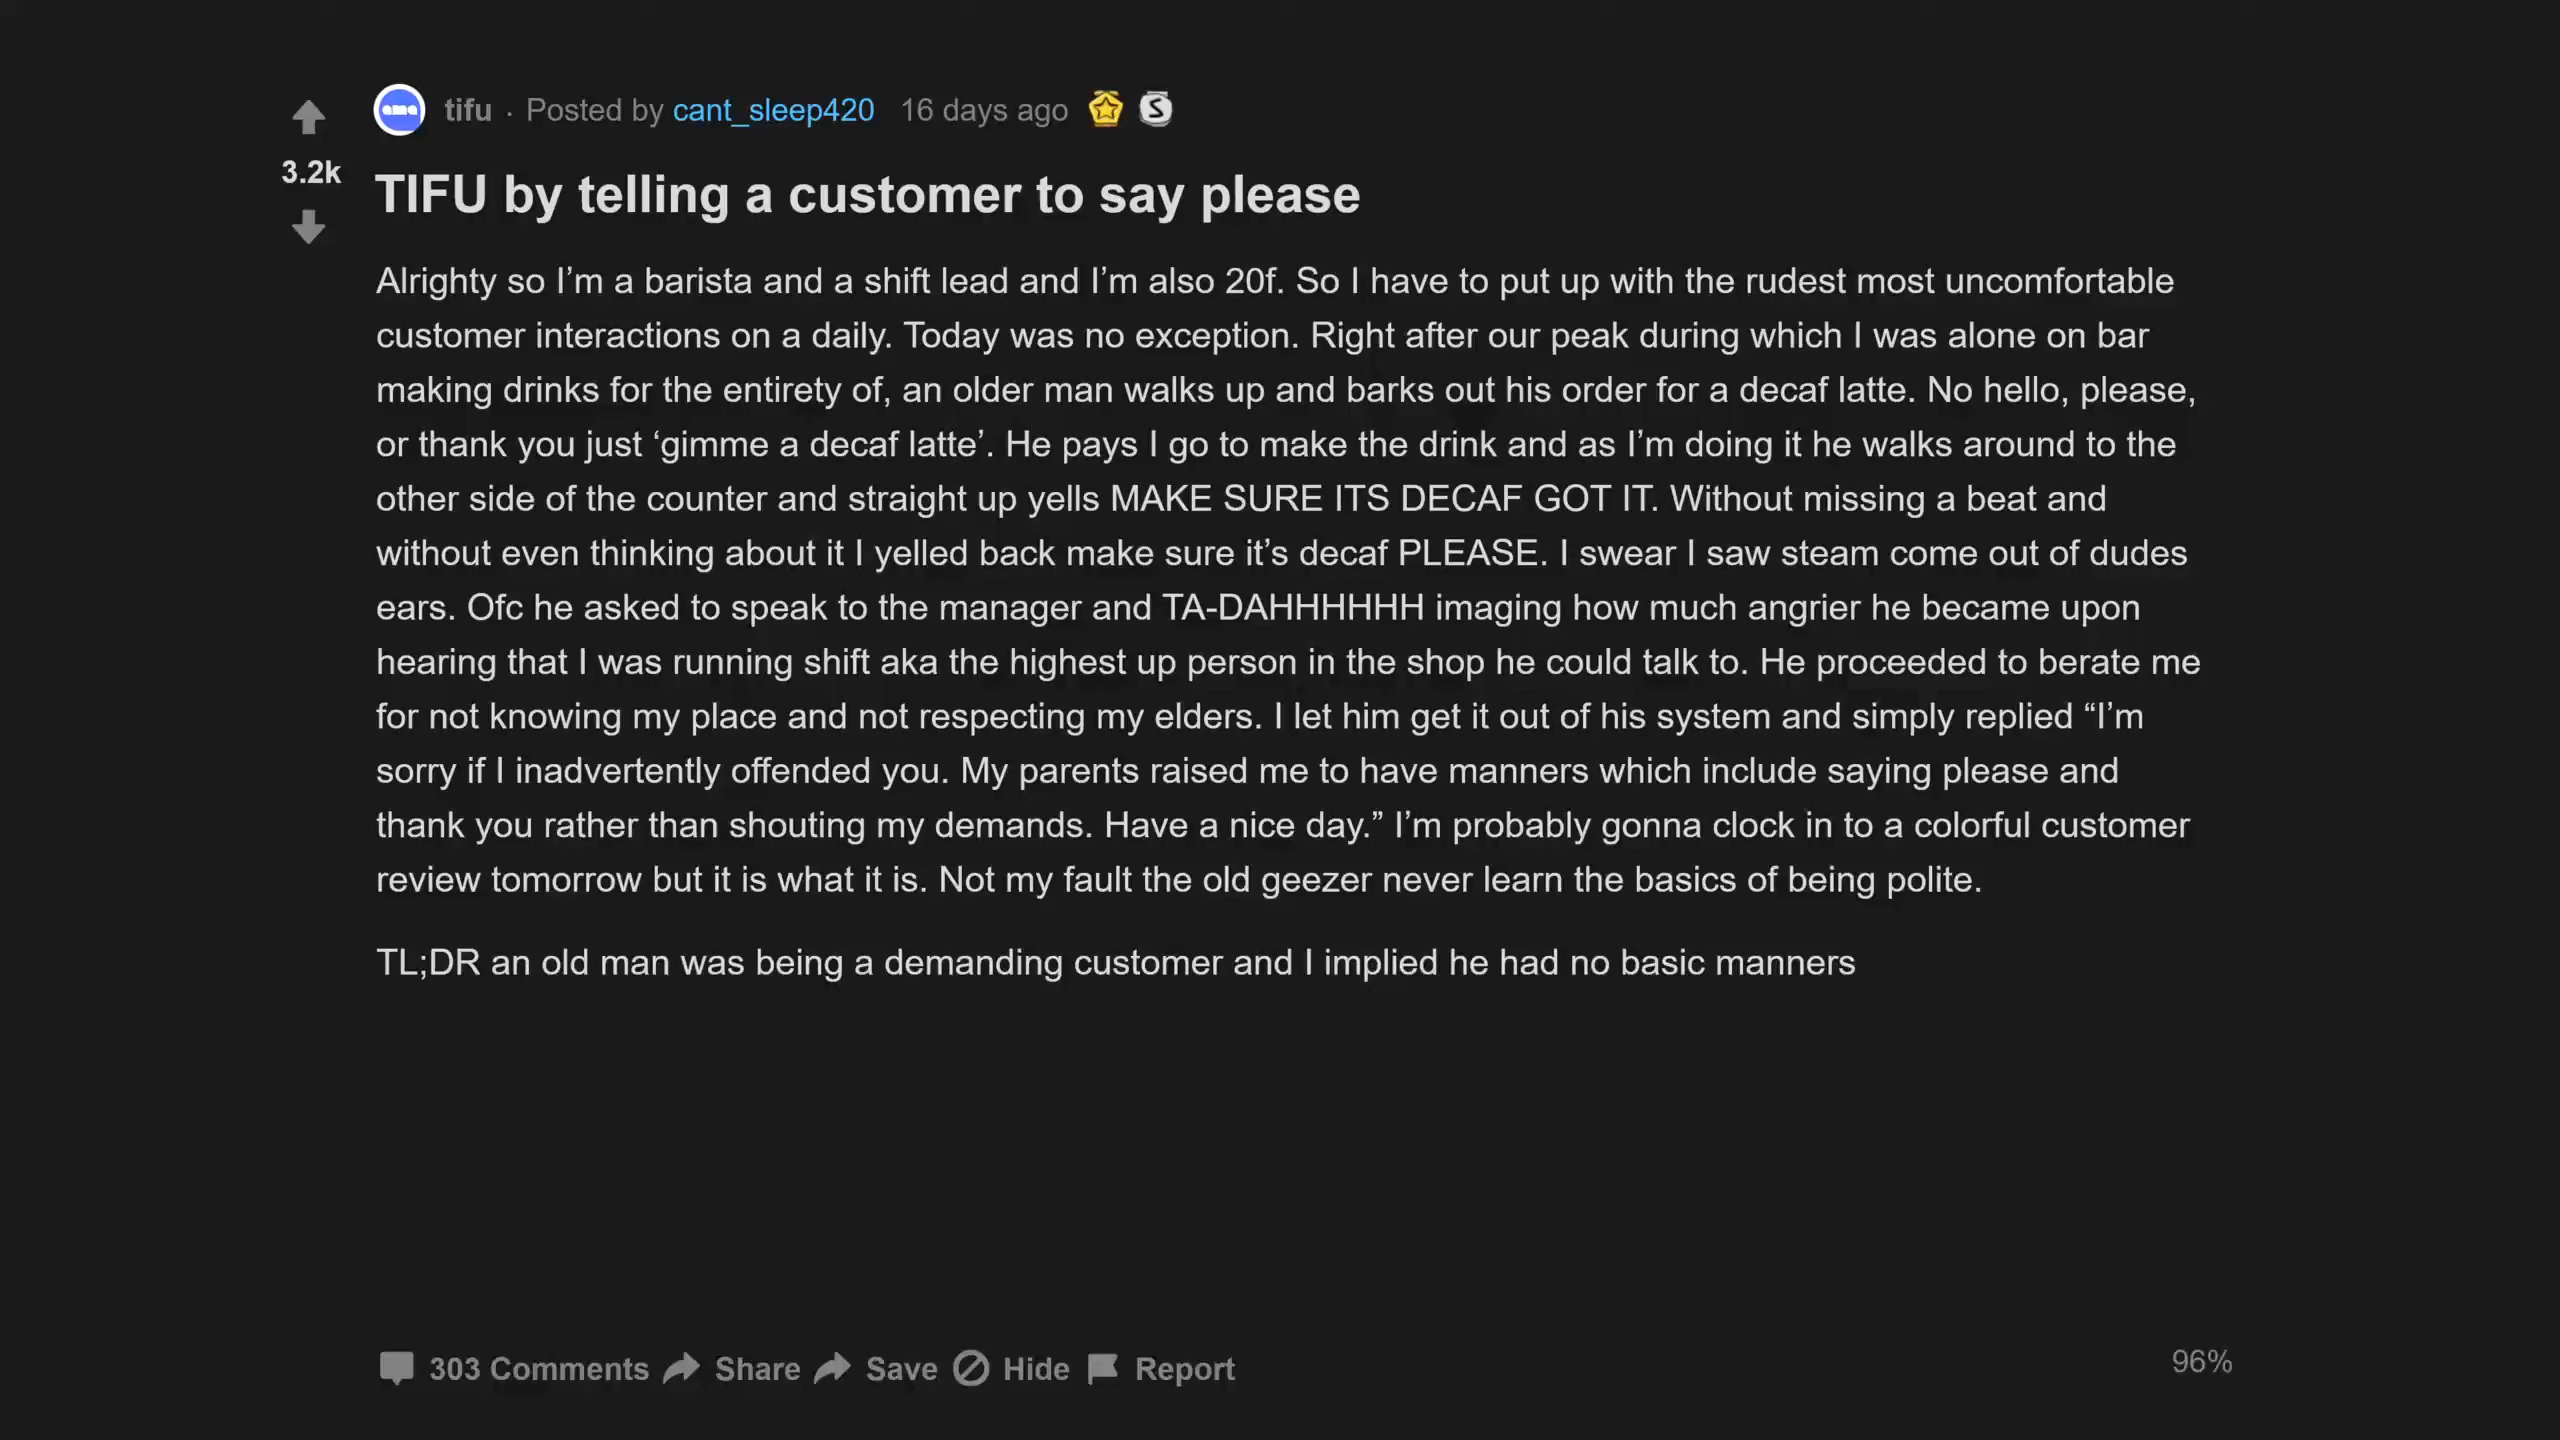 tifu · Posted by cant_sleep420 16 days ago
3.2k
TIFU by telling a customer to say please
Alrighty so I’m a barista and a shift lead and I’m also 20f. So I have to put up with the rudest most uncomfortable
customer interactions on a daily. Today was no exception. Right after our peak during which I was alone on bar
making drinks for the entirety of, an older man walks up and barks out his order for a decaf latte. No hello, please,
or thank you just ‘gimme a decaf latte’. He pays I go to make the drink and as I’m doing it he walks around to the
other side of the counter and straight up yells MAKE SURE ITS DECAF GOT IT. Without missing a beat and
without even thinking about it I yelled back make sure it’s decaf PLEASE. I swear I saw steam come out of dudes
ears. Ofc he asked to speak to the manager and TA-DAHHHHHH imaging how much angrier he became upon
hearing that I was running shift aka the highest up person in the shop he could talk to. He proceeded to berate me
for not knowing my place and not respecting my elders. I let him get it out of his system and simply replied “I’m
sorry if I inadvertently offended you. My parents raised me to have manners which include saying please and
thank you rather than shouting my demands. Have a nice day.” I’m probably gonna clock in to a colorful customer
review tomorrow but it is what it is. Not my fault the old geezer never learn the basics of being polite.
TL;DR an old man was being a demanding customer and I implied he had no basic manners
303 Comments Share Save Hide Report
96%